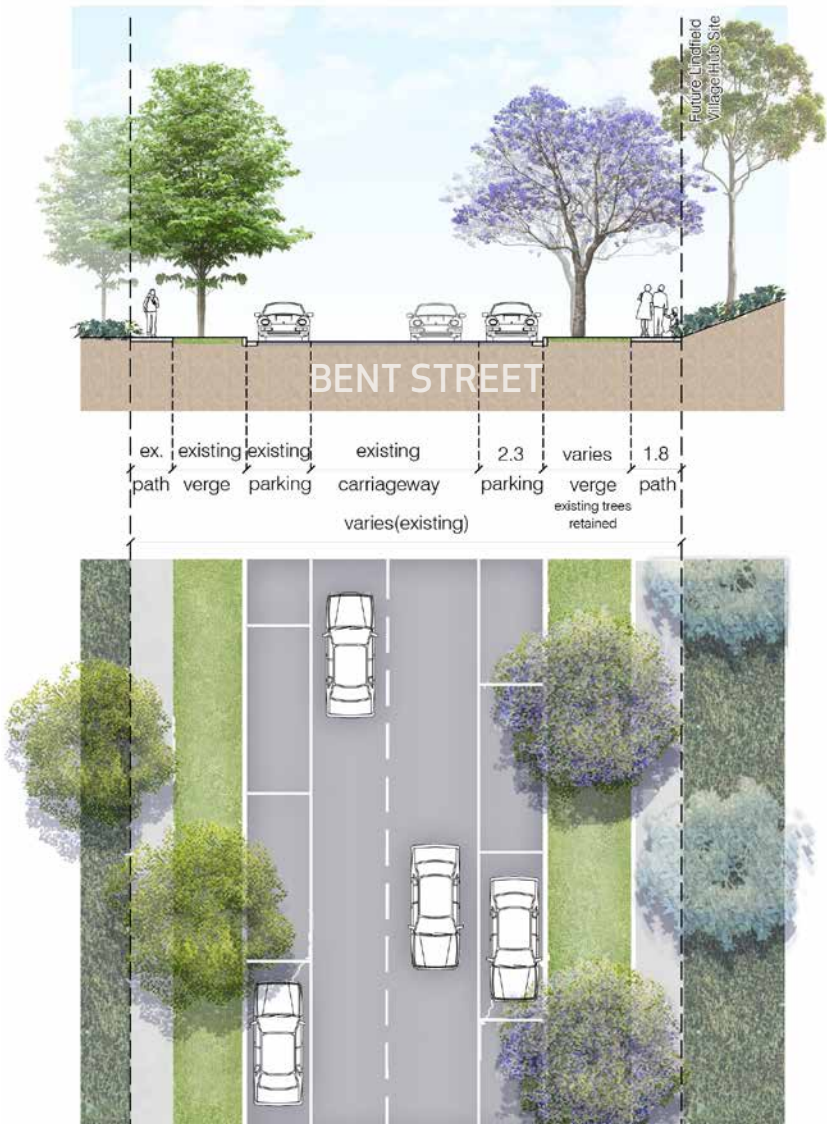 Future Lindfield
Village Hub Site
BENT STREET
ex. existing existing existing 2.3 varies 1.8
path verge parking carriageway parking verge path
existing trees
retained
varies(existing)